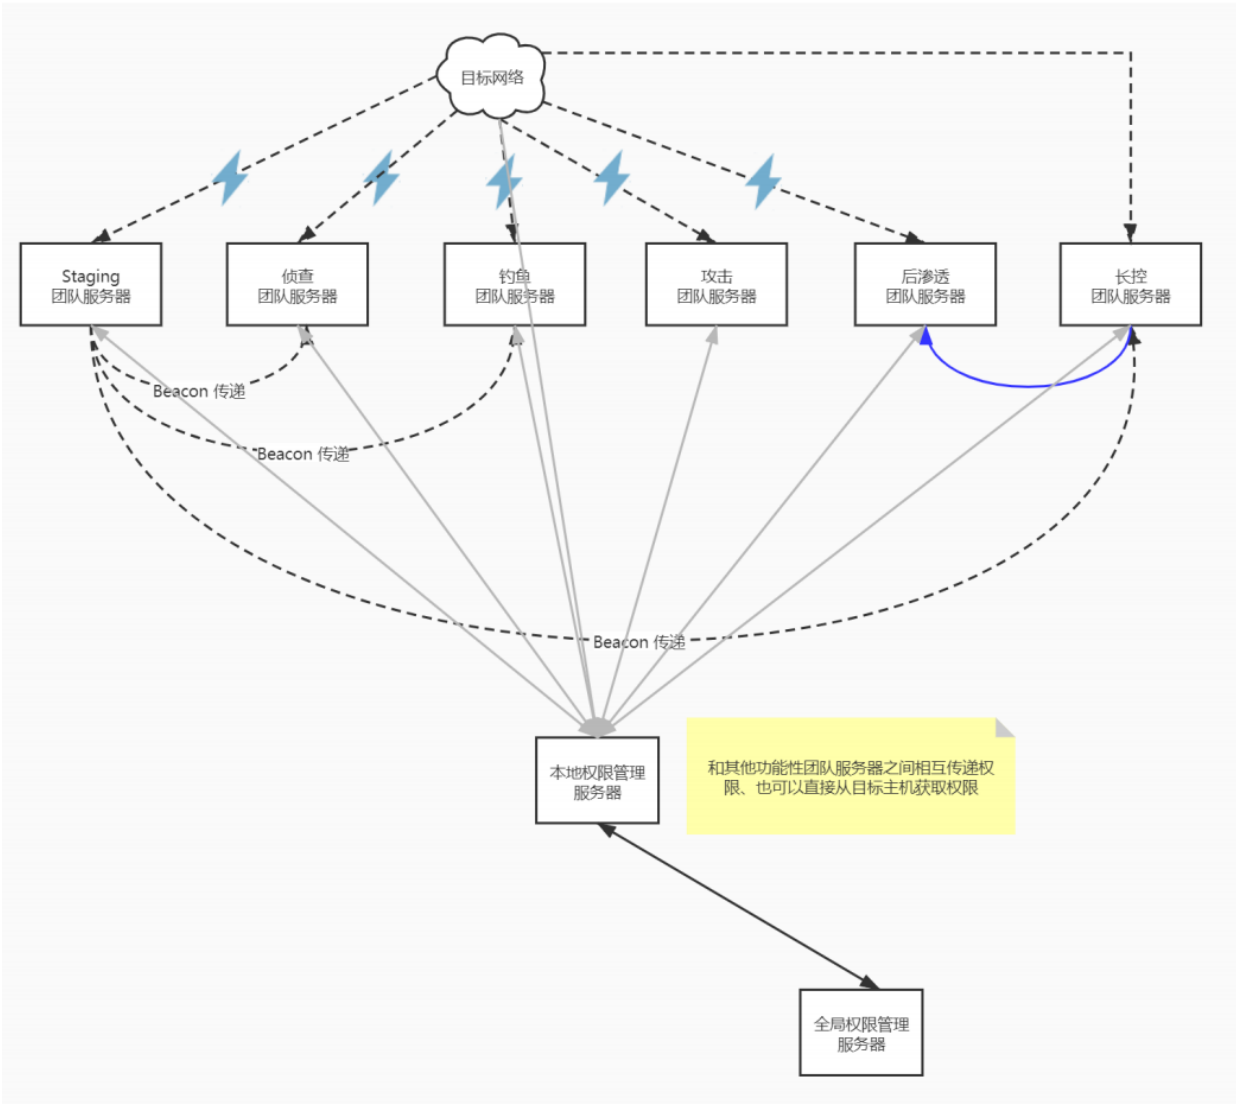 目标网络
Staging
团队服务器
侦查
团队服务器
钓鱼
团队服务器
攻击
团队服务器
后渗透
团队服务器
长控
团队服务器
Beacon 传递
Beacon 传递
Beacon 传递
本地权限管理
服务器
和其他功能性团队服务器之间相互传递权
限、也可以直接从目标主机获取权限
全局权限管理
服务器